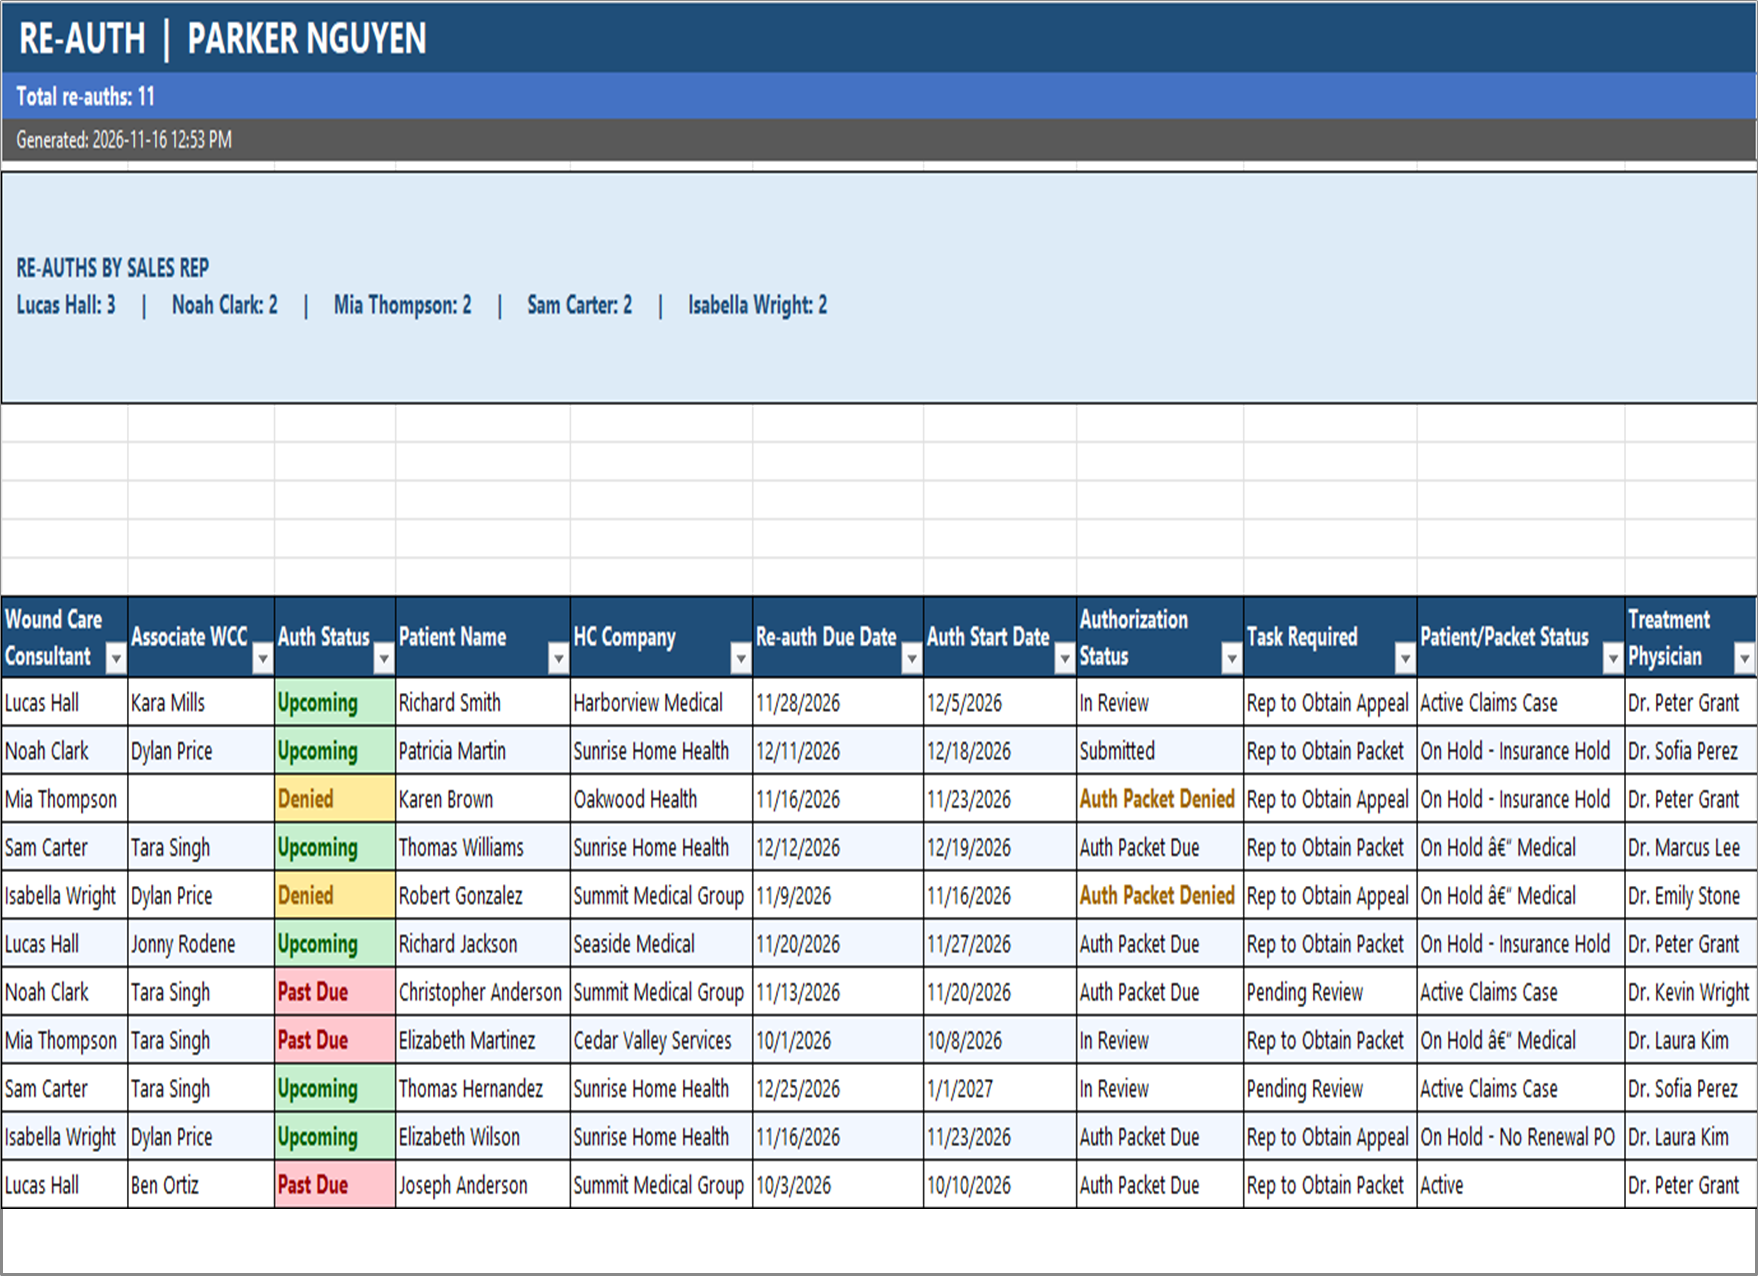 RE-AUTH | PARKER NGUYEN
Total re-auths: 11
Generated: 2026-11-16 12:53 PM
RE-AUTHS BY SALES REP
Lucas Hall: 3 | Noah Clark: 2 | Mia Thompson: 2 | Sam Carter: 2 | Isabella Wright: 2
Wound Care Consultant Associate WCC Auth Status Patient Name HC Company Re-auth Due Date Auth Start Date Authorization Status Task Required Patient/Packet Status Treatment Physician
Lucas Hall Kara Mills Upcoming Richard Smith Harborview Medical 11/28/2026 12/5/2026 In Review Rep to Obtain Appeal Active Claims Case Dr. Peter Grant
Noah Clark Dylan Price Upcoming Patricia Martin Sunrise Home Health 12/11/2026 12/18/2026 Submitted Rep to Obtain Packet On Hold - Insurance Hold Dr. Sofia Perez
Mia Thompson Denied Karen Brown Oakwood Health 11/16/2026 11/23/2026 Auth Packet Denied Rep to Obtain Appeal On Hold - Insurance Hold Dr. Peter Grant
Sam Carter Tara Singh Upcoming Thomas Williams Sunrise Home Health 12/12/2026 12/19/2026 Auth Packet Due Rep to Obtain Packet On Hold â€“ Medical Dr. Marcus Lee
Isabella Wright Dylan Price Denied Robert Gonzalez Summit Medical Group 11/9/2026 11/16/2026 Auth Packet Denied Rep to Obtain Appeal On Hold â€“ Medical Dr. Emily Stone
Lucas Hall Jonny Rodene Upcoming Richard Jackson Seaside Medical 11/20/2026 11/27/2026 Auth Packet Due Rep to Obtain Packet On Hold - Insurance Hold Dr. Peter Grant
Noah Clark Tara Singh Past Due Christopher Anderson Summit Medical Group 11/13/2026 11/20/2026 Auth Packet Due Pending Review Active Claims Case Dr. Kevin Wright
Mia Thompson Tara Singh Past Due Elizabeth Martinez Cedar Valley Services 10/1/2026 10/8/2026 In Review Rep to Obtain Packet On Hold â€“ Medical Dr. Laura Kim
Sam Carter Tara Singh Upcoming Thomas Hernandez Sunrise Home Health 12/25/2026 1/1/2027 In Review Pending Review Active Claims Case Dr. Sofia Perez
Isabella Wright Dylan Price Upcoming Elizabeth Wilson Sunrise Home Health 11/16/2026 11/23/2026 Auth Packet Due Rep to Obtain Appeal On Hold - No Renewal PO Dr. Laura Kim
Lucas Hall Ben Ortiz Past Due Joseph Anderson Summit Medical Group 10/3/2026 10/10/2026 Auth Packet Due Rep to Obtain Packet Active Dr. Peter Grant